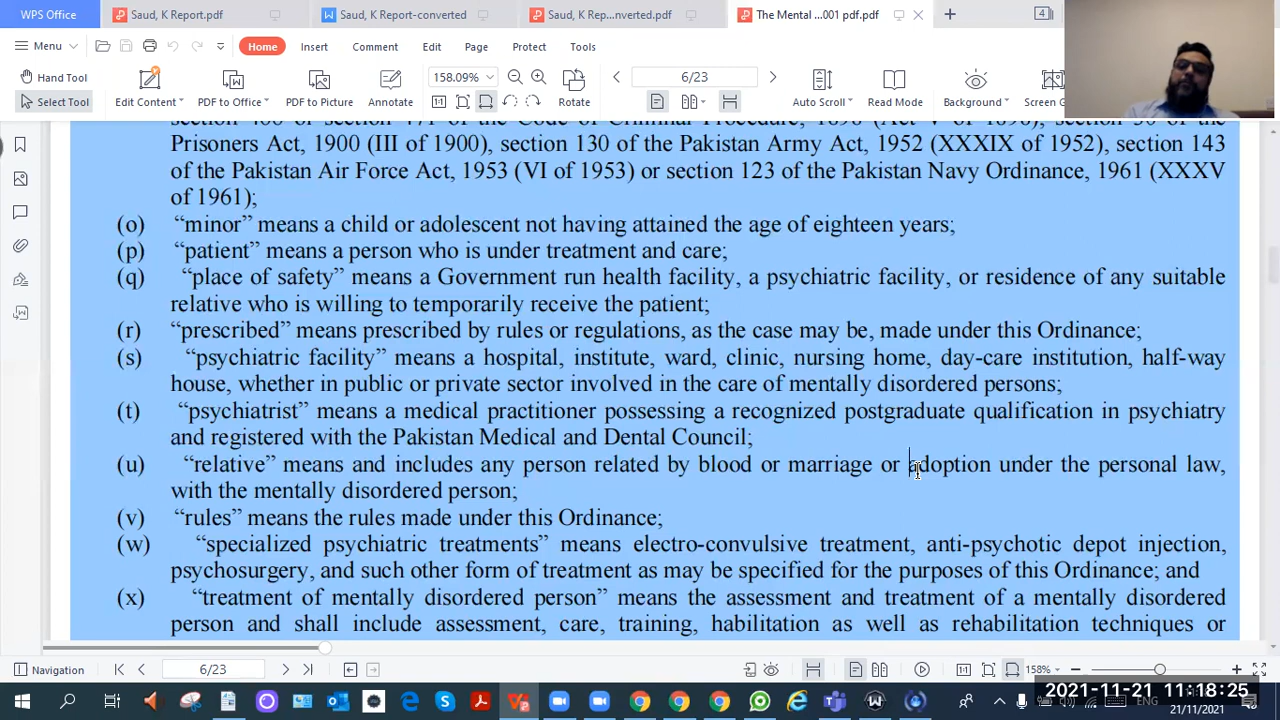 WPS Office
Saud, K Report.pdf
Saud, K Report-converted
Saud, K Rep...nverted.pdf
The Mental ...001 pdf.pdf
4
Menu
Home
Insert
Comment
Edit
Page
Protect
Tools
Hand Tool
Select Tool
Edit Content
PDF to Office
PDF to Picture
Annotate
158.09%
Rotate
6/23
Auto Scroll
Read Mode
Background
Screen G
Prisoners Act, 1900 (III of 1900), section 130 of the Pakistan Army Act, 1952 (XXXIX of 1952), section 143
of the Pakistan Air Force Act, 1953 (VI of 1953) or section 123 of the Pakistan Navy Ordinance, 1961 (XXXV
of 1961);
(o) “minor” means a child or adolescent not having attained the age of eighteen years;
(p) “patient” means a person who is under treatment and care;
(q) “place of safety” means a Government run health facility, a psychiatric facility, or residence of any suitable
relative who is willing to temporarily receive the patient;
(r) “prescribed” means prescribed by rules or regulations, as the case may be, made under this Ordinance;
(s) “psychiatric facility” means a hospital, institute, ward, clinic, nursing home, day-care institution, half-way
house, whether in public or private sector involved in the care of mentally disordered persons;
(t) “psychiatrist” means a medical practitioner possessing a recognized postgraduate qualification in psychiatry
and registered with the Pakistan Medical and Dental Council;
(u) “relative” means and includes any person related by blood or marriage or adoption under the personal law,
with the mentally disordered person;
(v) “rules” means the rules made under this Ordinance;
(w) “specialized psychiatric treatments” means electro-convulsive treatment, anti-psychotic depot injection,
psychosurgery, and such other form of treatment as may be specified for the purposes of this Ordinance; and
(x) “treatment of mentally disordered person” means the assessment and treatment of a mentally disordered
person and shall include assessment, care, training, habilitation as well as rehabilitation techniques or
Navigation
6/23
158%
2021-11-21 11:18:25
ENG
21/11/2021